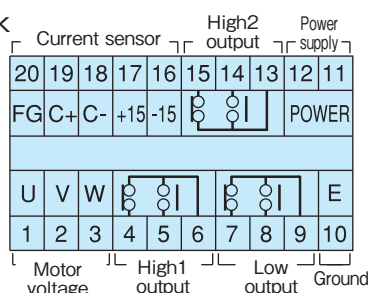 K
High2
output
Power
supply
Current sensor
20 19 18 17 16 15 14 13 12 11
FG C+ C- +15 -15 POWER
U V W E
1 2 3 4 5 6 7 8 9 10
Motor
voltage
High1
output
Low
output
Ground